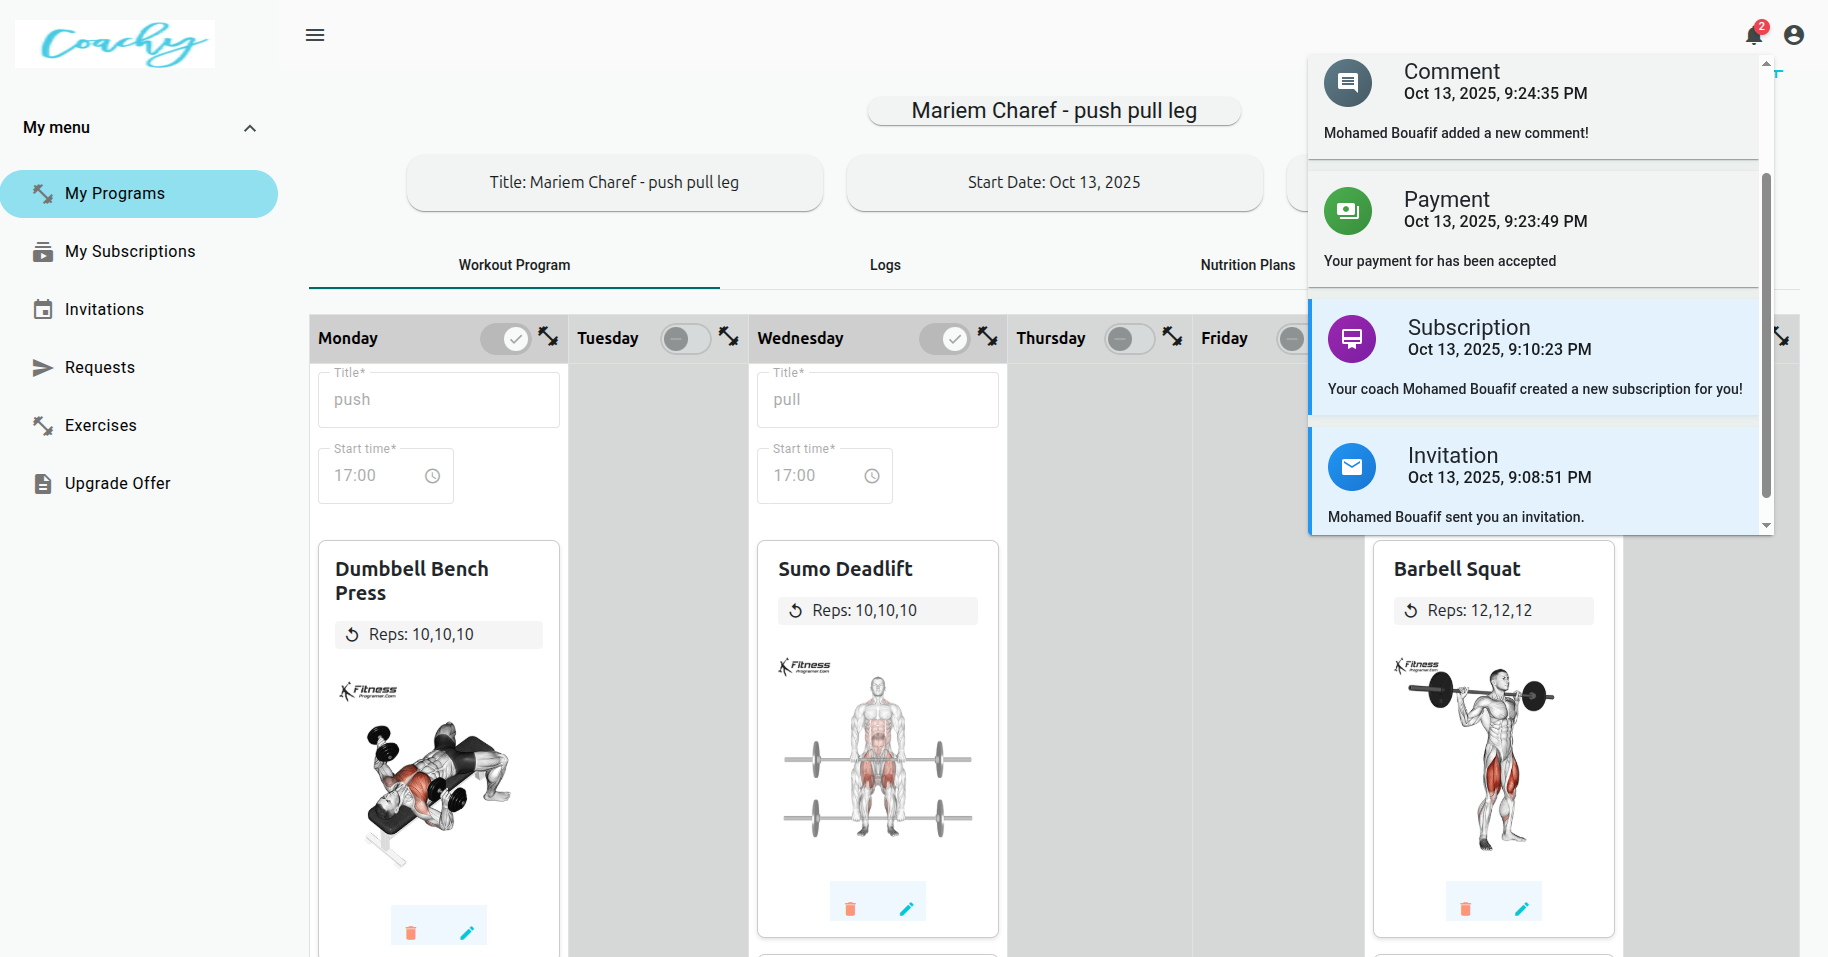 Coachy
2
My menu
My Programs
My Subscriptions
Invitations
Requests
Exercises
Upgrade Offer
Mariem Charef - push pull leg
Title: Mariem Charef - push pull leg
Start Date: Oct 13, 2025
Workout Program
Logs
Nutrition Plans
Monday
Tuesday
Wednesday
Thursday
Friday
Title*
push
Start time*
17:00
Dumbbell Bench
Press
Reps: 10,10,10
Fitness
Programer.Com
Title*
pull
Start time*
17:00
Sumo Deadlift
Reps: 10,10,10
Fitness
Programer.Com
Barbell Squat
Reps: 12,12,12
Fitness
Programer.Com
Comment
Oct 13, 2025, 9:24:35 PM
Mohamed Bouafif added a new comment!
Payment
Oct 13, 2025, 9:23:49 PM
Your payment for has been accepted
Subscription
Oct 13, 2025, 9:10:23 PM
Your coach Mohamed Bouafif created a new subscription for you!
Invitation
Oct 13, 2025, 9:08:51 PM
Mohamed Bouafif sent you an invitation.